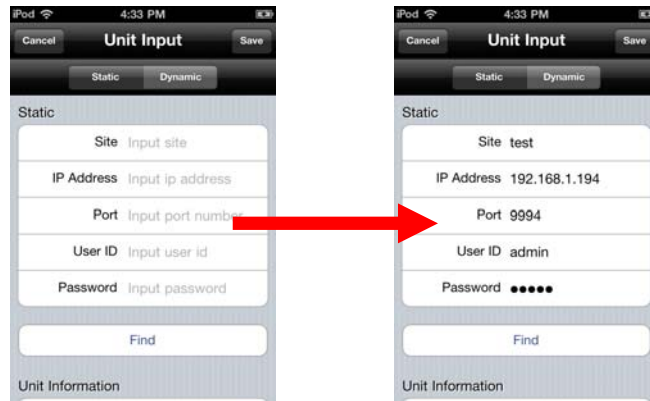 iPod 4:33 PM
Cancel Unit Input Save
Static Dynamic
Static
Site Input site
IP Address Input ip address
Port Input port number
User ID Input user id
Password Input password
Find
Unit Information
iPod 4:33 PM
Cancel Unit Input Save
Static Dynamic
Static
Site test
IP Address 192.168.1.194
Port 9994
User ID admin
Password ●●●●●
Find
Unit Information